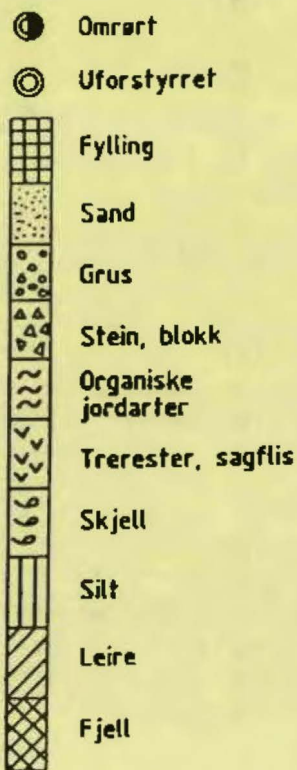 Omrørt
Uforstyrret
Fylling
Sand
Grus
Stein, blokk
Organiske
jordarter
Trerester, sagflis
Skjell
Silt
Leire
Fjell